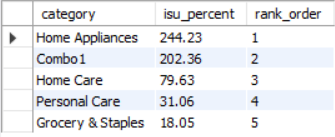 category isu_percent rank_order
Home Appliances 244.23 1
Combo1 202.36 2
Home Care 79.63 3
Personal Care 31.06 4
Grocery & Staples 18.05 5